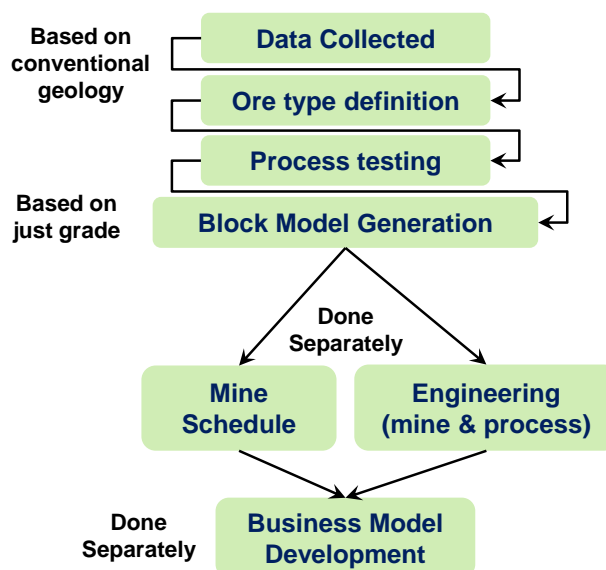 Based on
conventional
geology
Data Collected
Ore type definition
Process testing
Based on
just grade
Block Model Generation
Done
Separately
Mine
Schedule
Engineering
(mine & process)
Done
Separately
Business Model
Development